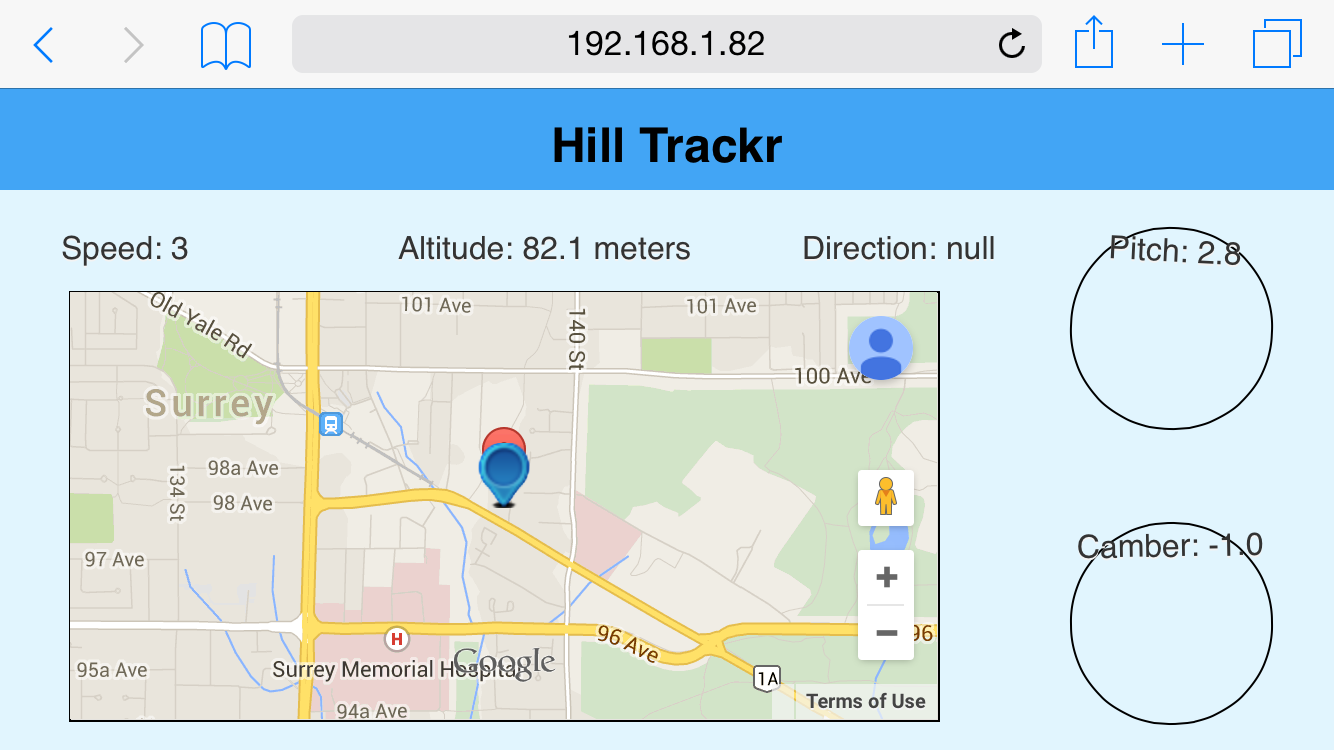 192.168.1.82
Hill Trackr
Speed: 3
Altitude: 82.1 meters
Direction: null
Pitch: 2.8
Old Yale Rd
101 Ave
101 Ave
140 St
100 Ave
Surrey
134 St
98a Ave
98 Ave
97 Ave
Camber: -1.0
H
96 Ave
96
95a Ave
Surrey Memorial Hospital
Google
1A
94a Ave
Terms of Use